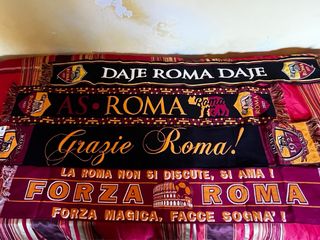 DAJE ROMA DAJE
AS • ROMA
Grazie Roma!
LA ROMA NON SI DISCUTE, SI AMA!
FORZA ROMA
FORZA MAGICA, FACCE SOGNA'!